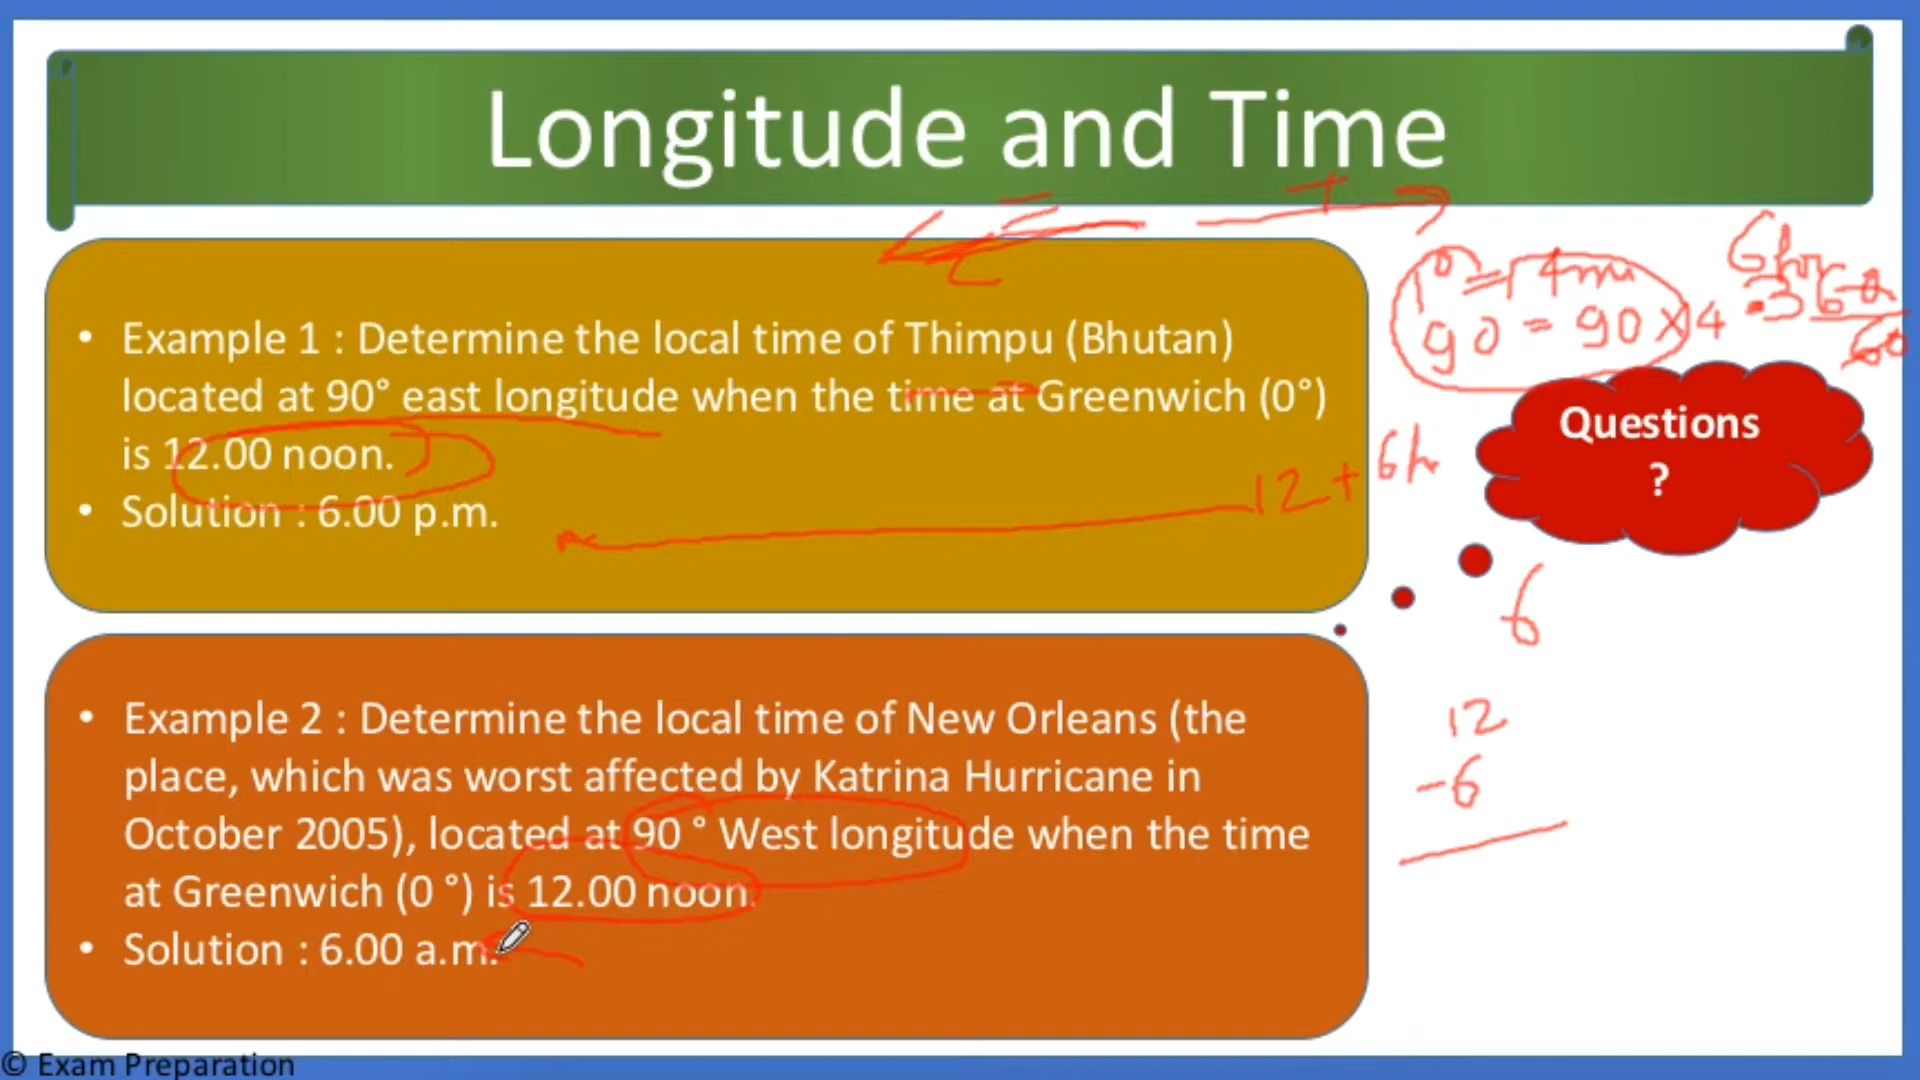 Longitude and Time
• Example 1 : Determine the local time of Thimpu (Bhutan)
located at 90° east longitude when the time at Greenwich (0°)
is 12.00 noon.
• Solution : 6.00 p.m.
1° = 4 min
90 = 90 x 4
6 hr
360
60
12 + 6h
Questions
?
6
12
-6
• Example 2 : Determine the local time of New Orleans (the
place, which was worst affected by Katrina Hurricane in
October 2005), located at 90 ° West longitude when the time
at Greenwich (0 °) is 12.00 noon.
• Solution : 6.00 a.m.
© Exam Preparation